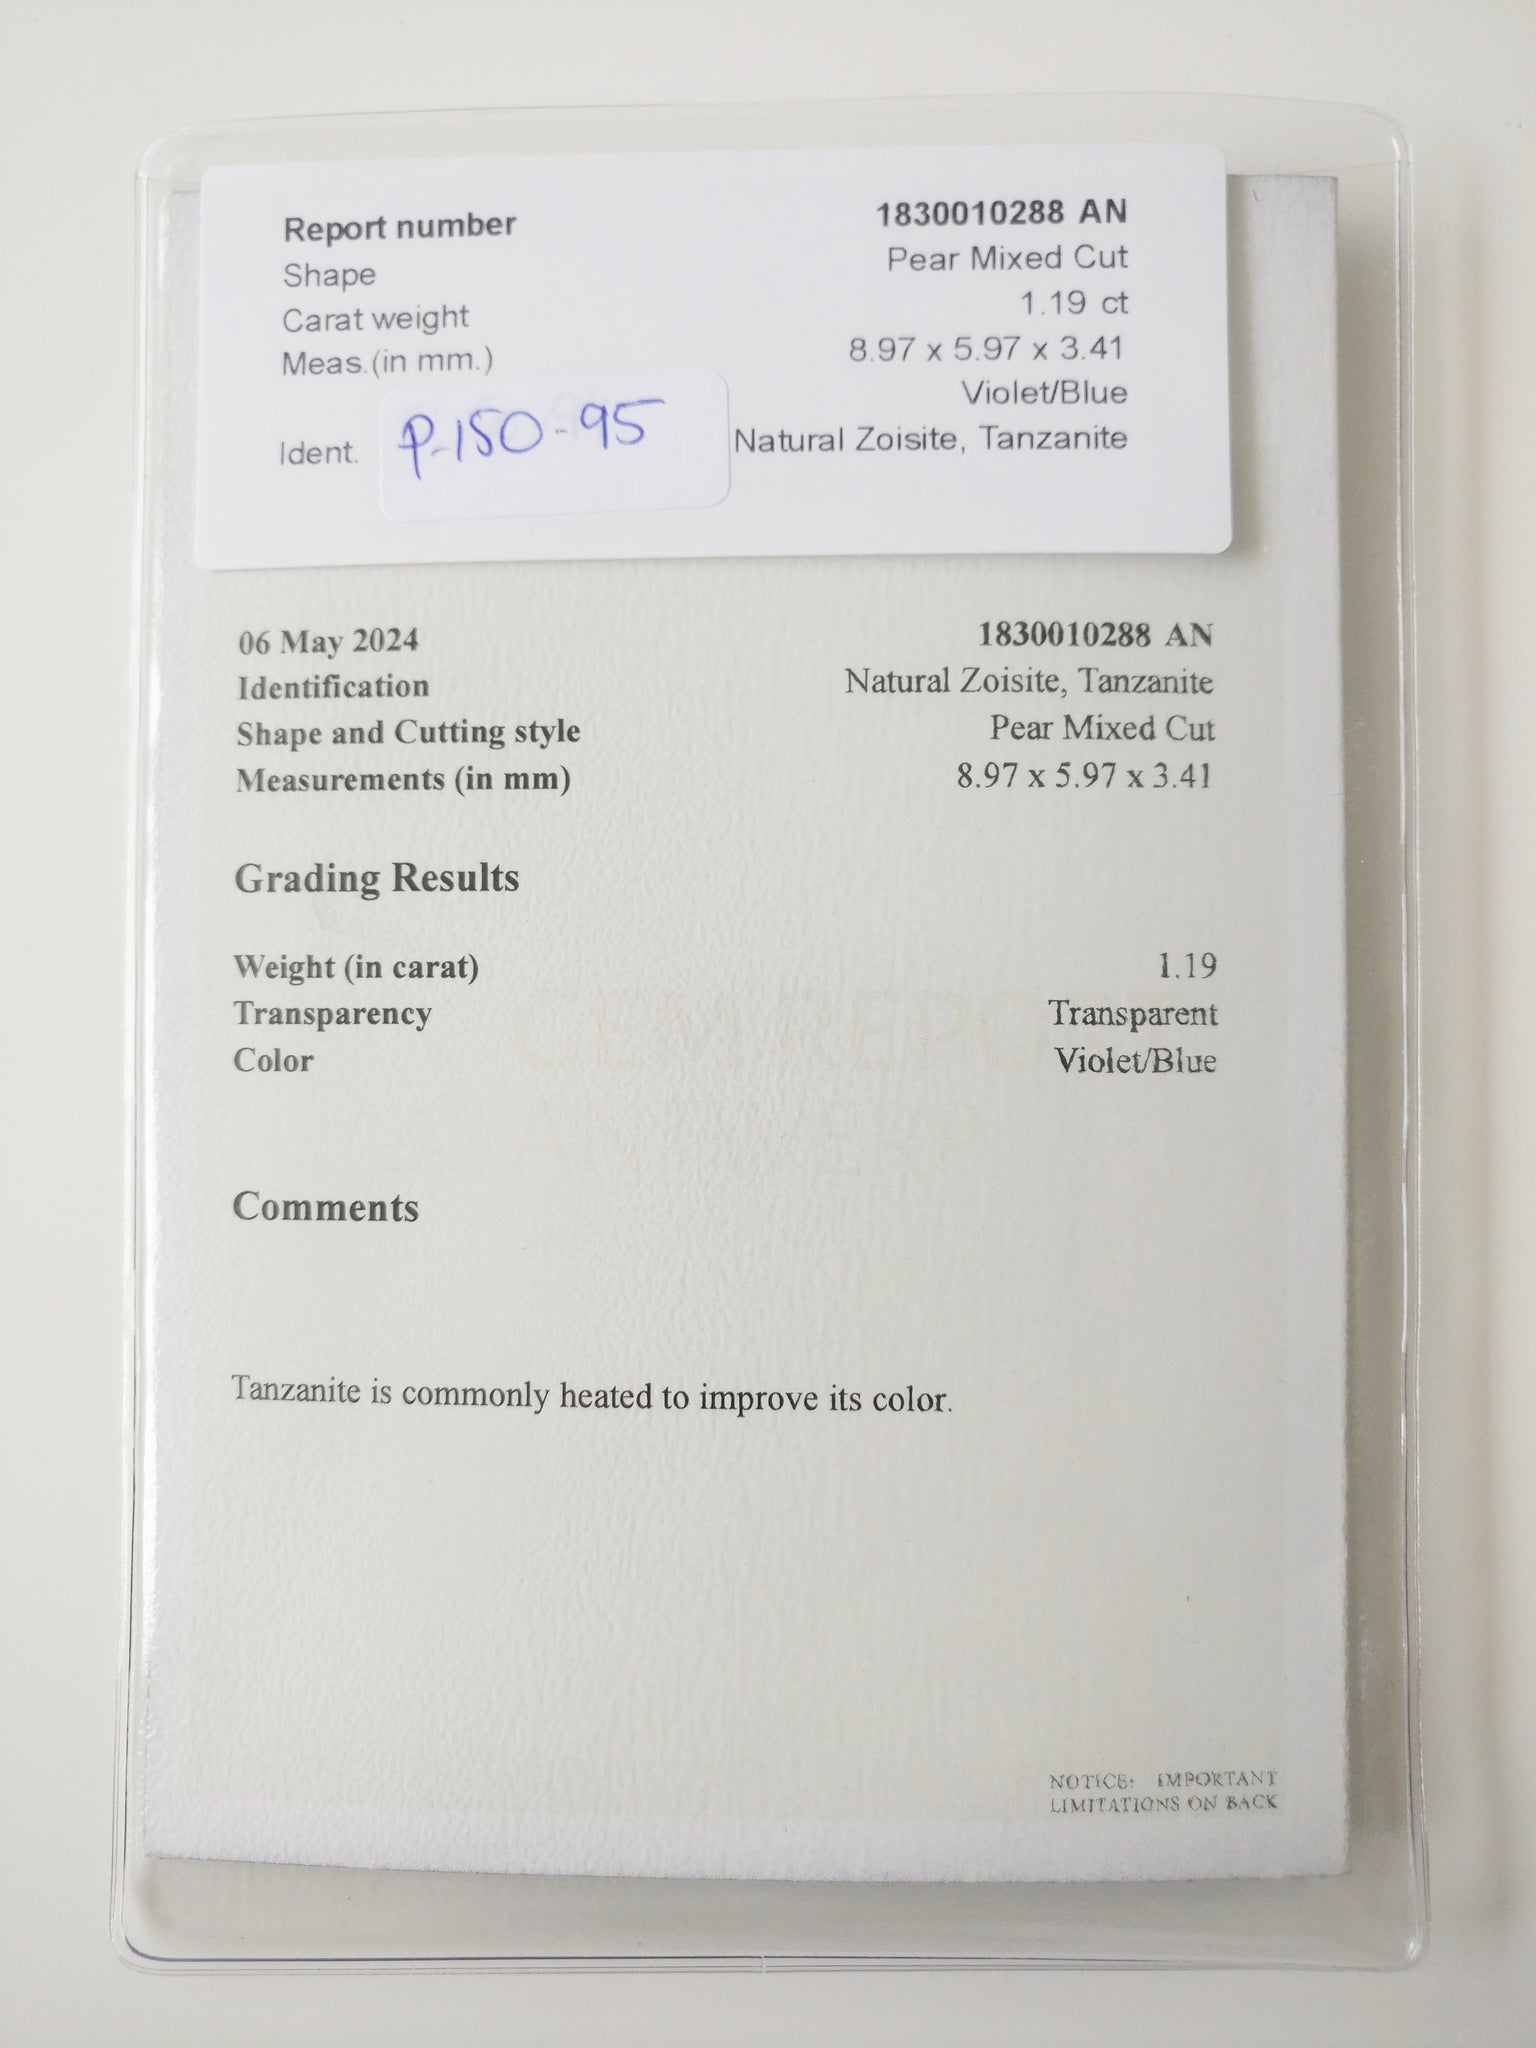 Report number 1830010288 AN
Shape Pear Mixed Cut
Carat weight 1.19 ct
Meas.(in mm.) 8.97 x 5.97 x 3.41
Violet/Blue
Ident. P-150-95 Natural Zoisite, Tanzanite
06 May 2024 1830010288 AN
Identification Natural Zoisite, Tanzanite
Shape and Cutting style Pear Mixed Cut
Measurements (in mm) 8.97 x 5.97 x 3.41
Grading Results
Weight (in carat) 1.19
Transparency Transparent
Color Violet/Blue
GEM REPORT
ANTWERP
Comments
Tanzanite is commonly heated to improve its color.
NOTICE: IMPORTANT
LIMITATIONS ON BACK